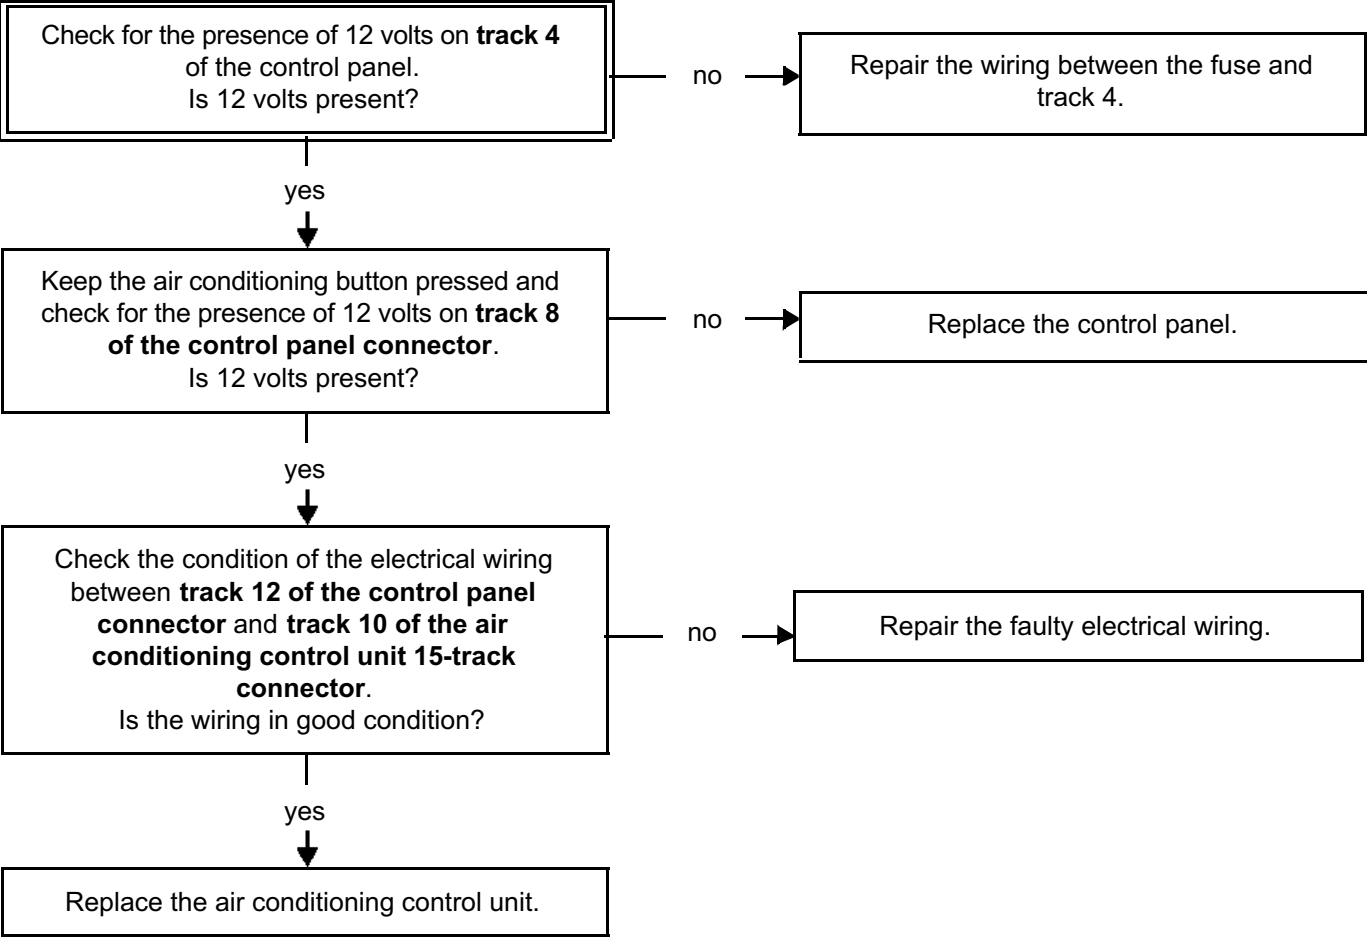 Check for the presence of 12 volts on track 4
of the control panel.
Is 12 volts present?
no
Repair the wiring between the fuse and
track 4.
yes
Keep the air conditioning button pressed and
check for the presence of 12 volts on track 8
of the control panel connector.
Is 12 volts present?
no
Replace the control panel.
yes
Check the condition of the electrical wiring
between track 12 of the control panel
connector and track 10 of the air
conditioning control unit 15-track
connector.
Is the wiring in good condition?
no
Repair the faulty electrical wiring.
yes
Replace the air conditioning control unit.